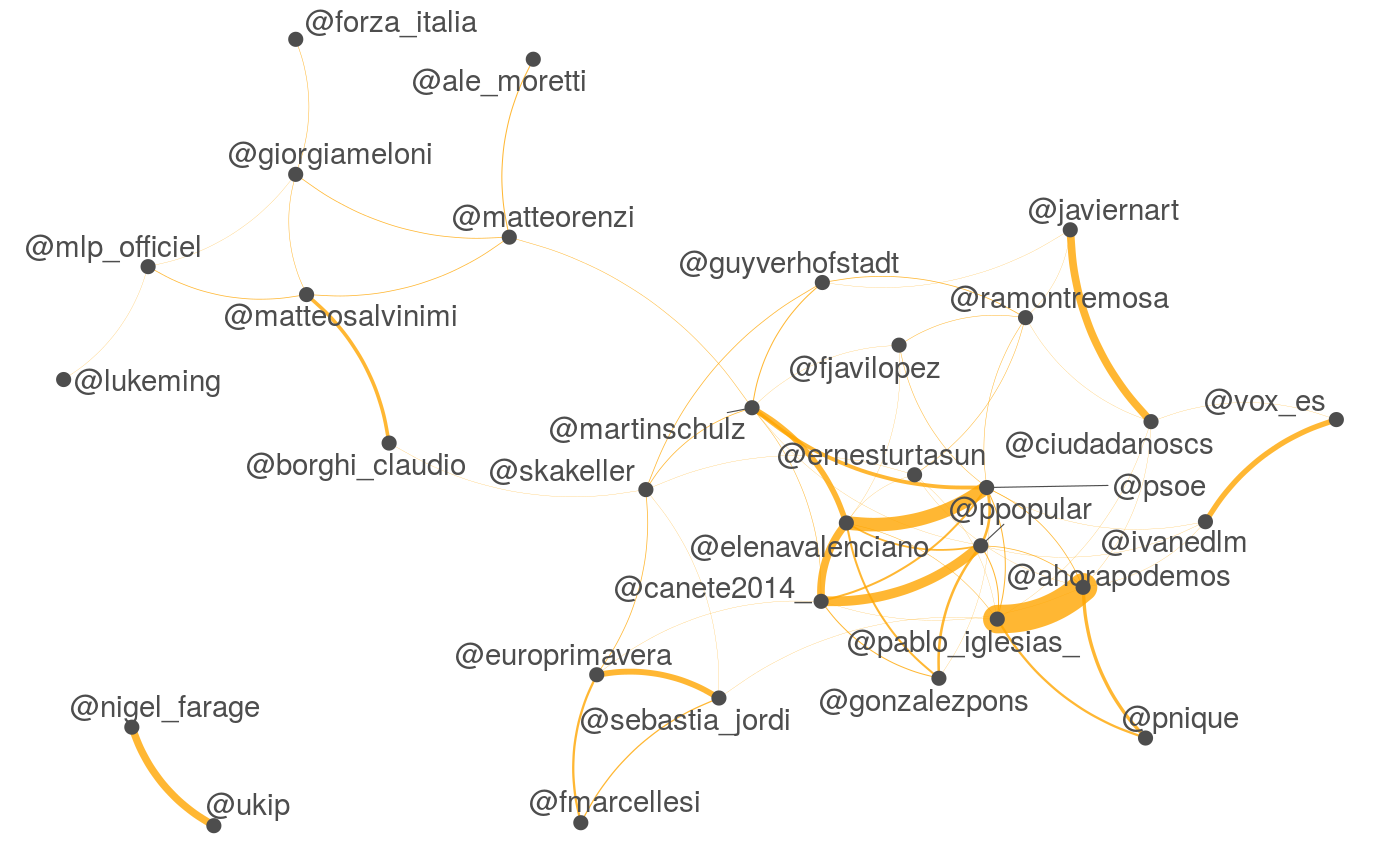 @forza_italia
@ale_moretti
@giorgiameloni
@matteorenzi
@javiernart
@mlp_officiel
@guyverhofstadt
@ramontremosa
@matteosalvinimi
@fjavilopez
@lukeming
@vox_es
@martinschulz
@ciudadanoscs
@ernesturtasun
@borghi_claudio
@skakeller
@psoe
@ppopular
@ivanedlm
@elenavalenciano
@ahorapodemos
@canete2014_
@pablo_iglesias_
@europrimavera
@gonzalezpons
@nigel_farage
@sebastia_jordi
@pnique
@fmarcellesi
@ukip